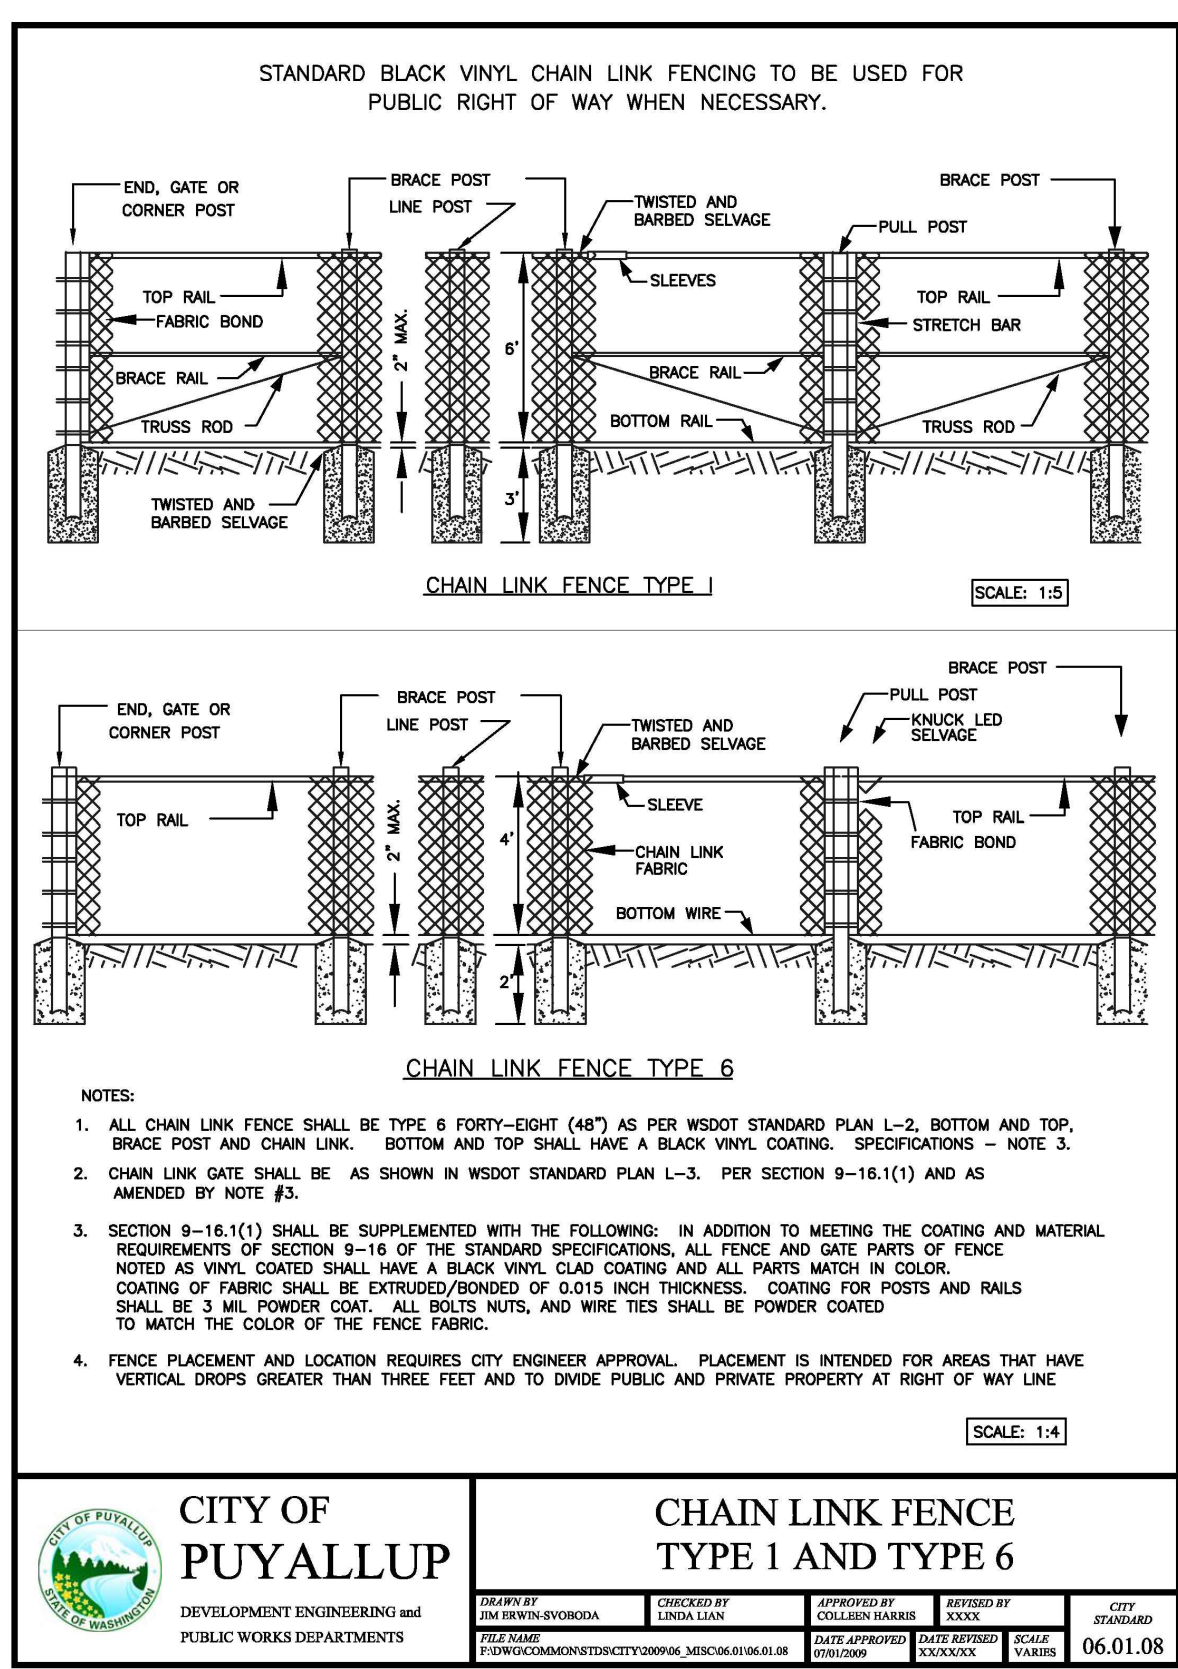 STANDARD BLACK VINYL CHAIN LINK FENCING TO BE USED FOR
PUBLIC RIGHT OF WAY WHEN NECESSARY.
END, GATE OR
CORNER POST
BRACE POST
LINE POST
TWISTED AND
BARBED SELVAGE
BRACE POST
PULL POST
SLEEVES
TOP RAIL
FABRIC BOND
TOP RAIL
STRETCH BAR
2" MAX.
6'
BRACE RAIL
BRACE RAIL
TRUSS ROD
BOTTOM RAIL
TRUSS ROD
3'
TWISTED AND
BARBED SELVAGE
CHAIN LINK FENCE TYPE I
SCALE: 1:5
BRACE POST
END, GATE OR
CORNER POST
BRACE POST
LINE POST
TWISTED AND
BARBED SELVAGE
PULL POST
KNUCK LED
SELVAGE
TOP RAIL
2" MAX.
4'
SLEEVE
TOP RAIL
FABRIC BOND
CHAIN LINK
FABRIC
BOTTOM WIRE
2'
CHAIN LINK FENCE TYPE 6
NOTES:
1. ALL CHAIN LINK FENCE SHALL BE TYPE 6 FORTY-EIGHT (48") AS PER WSDOT STANDARD PLAN L-2, BOTTOM AND TOP,
BRACE POST AND CHAIN LINK. BOTTOM AND TOP SHALL HAVE A BLACK VINYL COATING. SPECIFICATIONS - NOTE 3.
2. CHAIN LINK GATE SHALL BE AS SHOWN IN WSDOT STANDARD PLAN L-3. PER SECTION 9-16.1(1) AND AS
AMENDED BY NOTE #3.
3. SECTION 9-16.1(1) SHALL BE SUPPLEMENTED WITH THE FOLLOWING: IN ADDITION TO MEETING THE COATING AND MATERIAL
REQUIREMENTS OF SECTION 9-16 OF THE STANDARD SPECIFICATIONS, ALL FENCE AND GATE PARTS OF FENCE
NOTED AS VINYL COATED SHALL HAVE A BLACK VINYL CLAD COATING AND ALL PARTS MATCH IN COLOR.
COATING OF FABRIC SHALL BE EXTRUDED/BONDED OF 0.015 INCH THICKNESS. COATING FOR POSTS AND RAILS
SHALL BE 3 MIL POWDER COAT. ALL BOLTS NUTS, AND WIRE TIES SHALL BE POWDER COATED
TO MATCH THE COLOR OF THE FENCE FABRIC.
4. FENCE PLACEMENT AND LOCATION REQUIRES CITY ENGINEER APPROVAL. PLACEMENT IS INTENDED FOR AREAS THAT HAVE
VERTICAL DROPS GREATER THAN THREE FEET AND TO DIVIDE PUBLIC AND PRIVATE PROPERTY AT RIGHT OF WAY LINE
SCALE: 1:4
CITY OF PUYALLUP
STATE OF WASHINGTON
CITY OF
PUYALLUP
DEVELOPMENT ENGINEERING and
PUBLIC WORKS DEPARTMENTS
CHAIN LINK FENCE
TYPE 1 AND TYPE 6
DRAWN BY
JIM ERWIN-SVOBODA
CHECKED BY
LINDA LIAN
APPROVED BY
COLLEEN HARRIS
REVISED BY
XXXX
CITY
STANDARD
06.01.08
FILE NAME
F:\DWG\COMMON\STDS\CITY\2009\06_MISC\06.01\06.01.08
DATE APPROVED
07/01/2009
DATE REVISED
XX/XX/XX
SCALE
VARIES